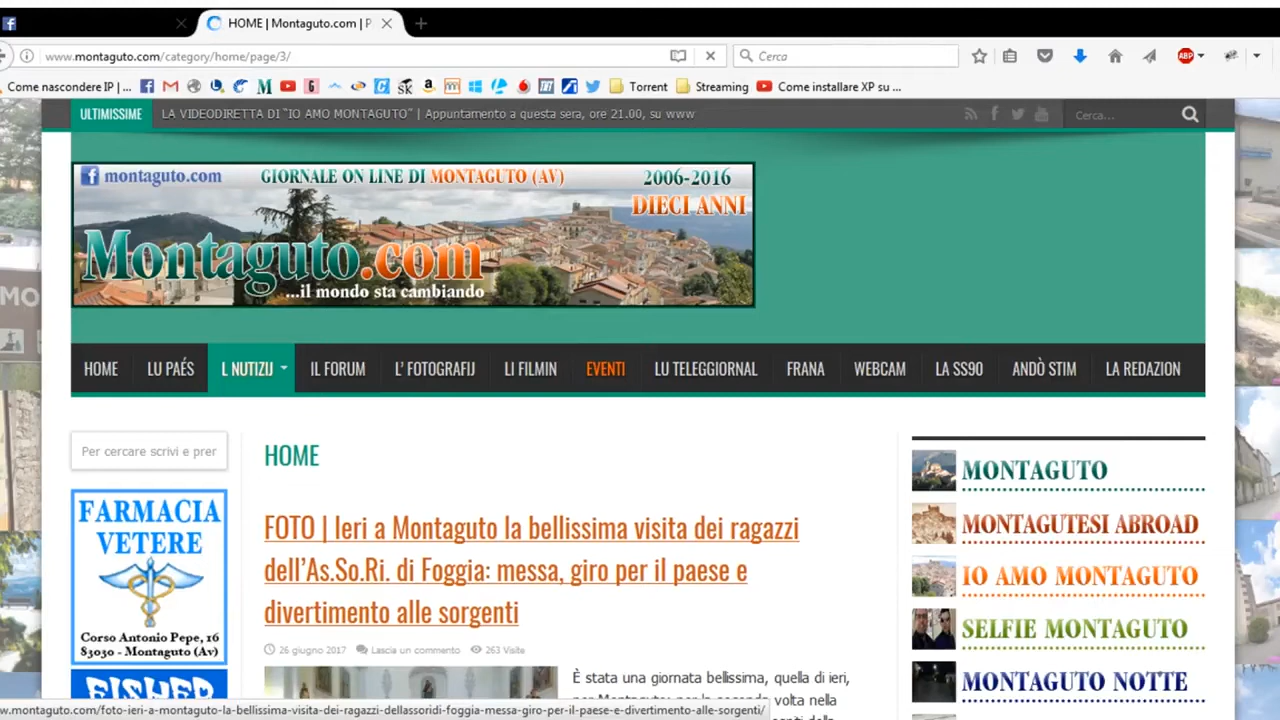 HOME | Montaguto.com | P
www.montaguto.com/category/home/page/3/
Cerca
Come nascondere IP | ...
Torrent
Streaming
Come installare XP su ...
ULTIMISSIME
LA VIDEODIRETTA DI "IO AMO MONTAGUTO" | Appuntamento a questa sera, ore 21.00, su www
Cerca...
montaguto.com
GIORNALE ON LINE DI MONTAGUTO (AV)
2006-2016
DIECI ANNI
Montaguto.com
...il mondo sta cambiando
HOME
LU PAÉS
L NUTIZIJ
IL FORUM
L' FOTOGRAFIJ
LI FILMIN
EVENTI
LU TELEGGIORNAL
FRANA
WEBCAM
LA SS90
ANDÒ STIM
LA REDAZION
Per cercare scrivi e prer
FARMACIA
VETERE
Corso Antonio Pepe, 16
83030 - Montaguto (Av)
FISHER
HOME
FOTO | Ieri a Montaguto la bellissima visita dei ragazzi
dell'As.So.Ri. di Foggia: messa, giro per il paese e
divertimento alle sorgenti
26 giugno 2017
Lascia un commento
263 Visite
È stata una giornata bellissima, quella di ieri,
per Montaguto: per la seconda volta nella
MONTAGUTO
MONTAGUTESI ABROAD
IO AMO MONTAGUTO
SELFIE MONTAGUTO
MONTAGUTO NOTTE
w.montaguto.com/foto-ieri-a-montaguto-la-bellissima-visita-dei-ragazzi-dellassoridi-foggia-messa-giro-per-il-paese-e-divertimento-alle-sorgenti/